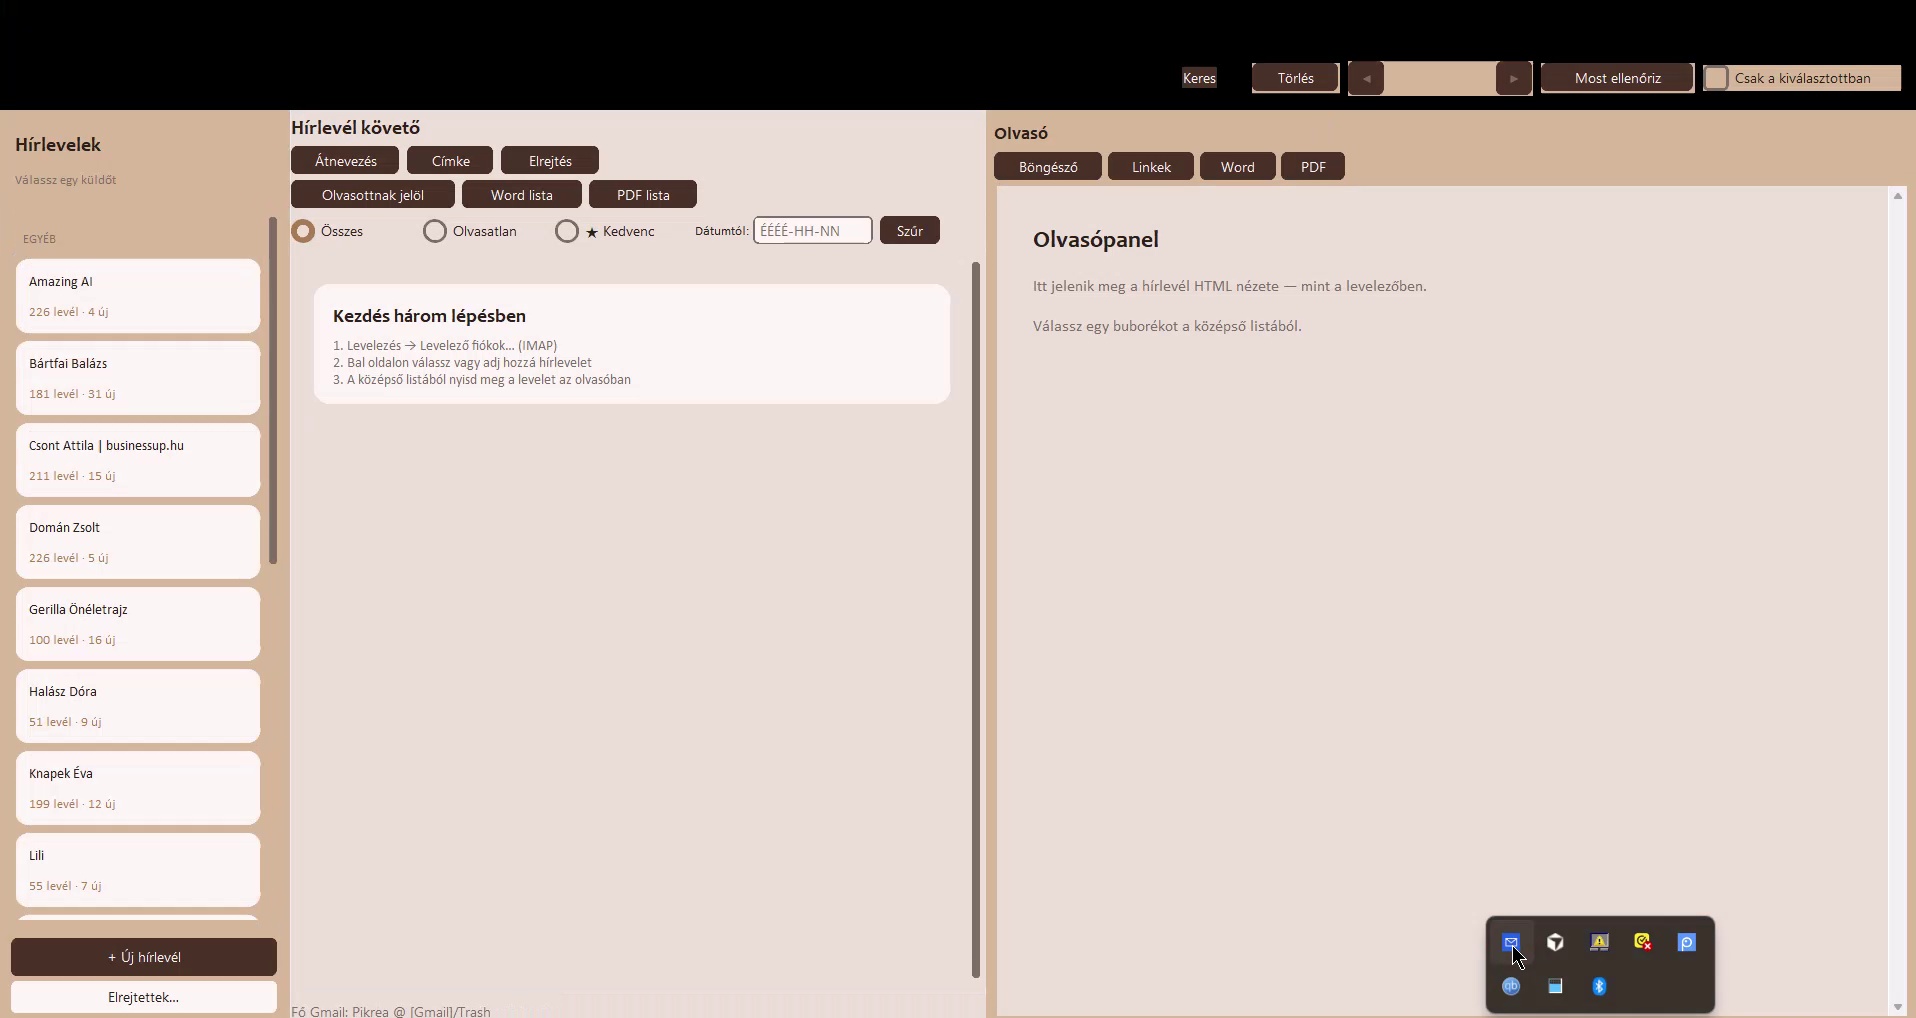 Keres
Törlés
Most ellenőriz
Csak a kiválasztottban
Hírlevelek
Válassz egy küldőt
EGYÉB
Amazing AI
226 levél · 4 új
Bártfai Balázs
181 levél · 31 új
Csont Attila | businessup.hu
211 levél · 15 új
Domán Zsolt
226 levél · 5 új
Gerilla Önéletrajz
100 levél · 16 új
Halász Dóra
51 levél · 9 új
Knapek Éva
199 levél · 12 új
Lili
55 levél · 7 új
+ Új hírlevél
Elrejtettek...
Hírlevél követő
Átnevezés
Címke
Elrejtés
Olvasottnak jelöl
Word lista
PDF lista
Összes
Olvasatlan
★ Kedvenc
Dátumtól:
ÉÉÉÉ-HH-NN
Szűr
Kezdés három lépésben
1. Levelezés → Levelező fiókok... (IMAP)
2. Bal oldalon válassz vagy adj hozzá hírlevelet
3. A középső listából nyisd meg a levelet az olvasóban
Fő Gmail: Pikrea @ [Gmail]/Trash
Olvasó
Böngésző
Linkek
Word
PDF
Olvasópanel
Itt jelenik meg a hírlevél HTML nézete — mint a levelezőben.
Válassz egy buborékot a középső listából.
qb